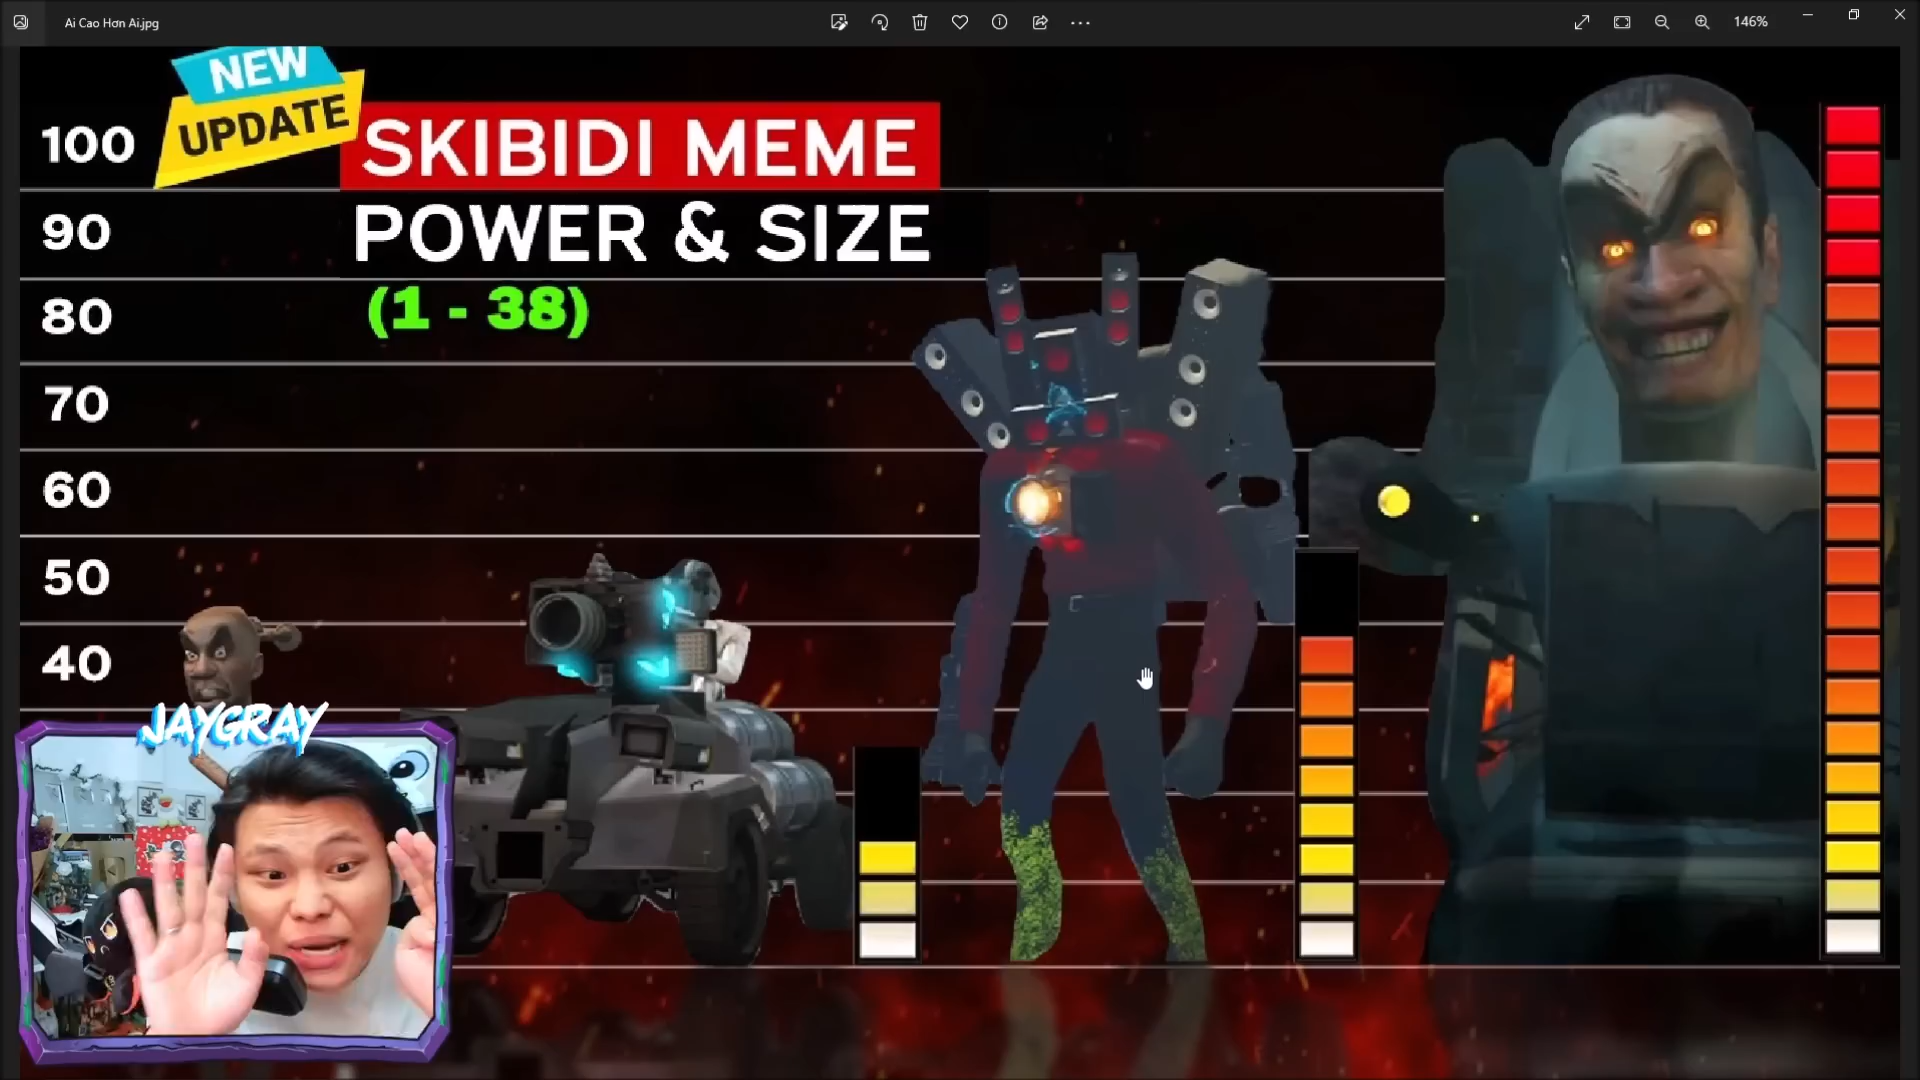 Ai Cao Hơn Ai.jpg
146%
NEW
UPDATE
SKIBIDI MEME
POWER & SIZE
(1 - 38)
100
90
80
70
60
50
40
JAYGRAY